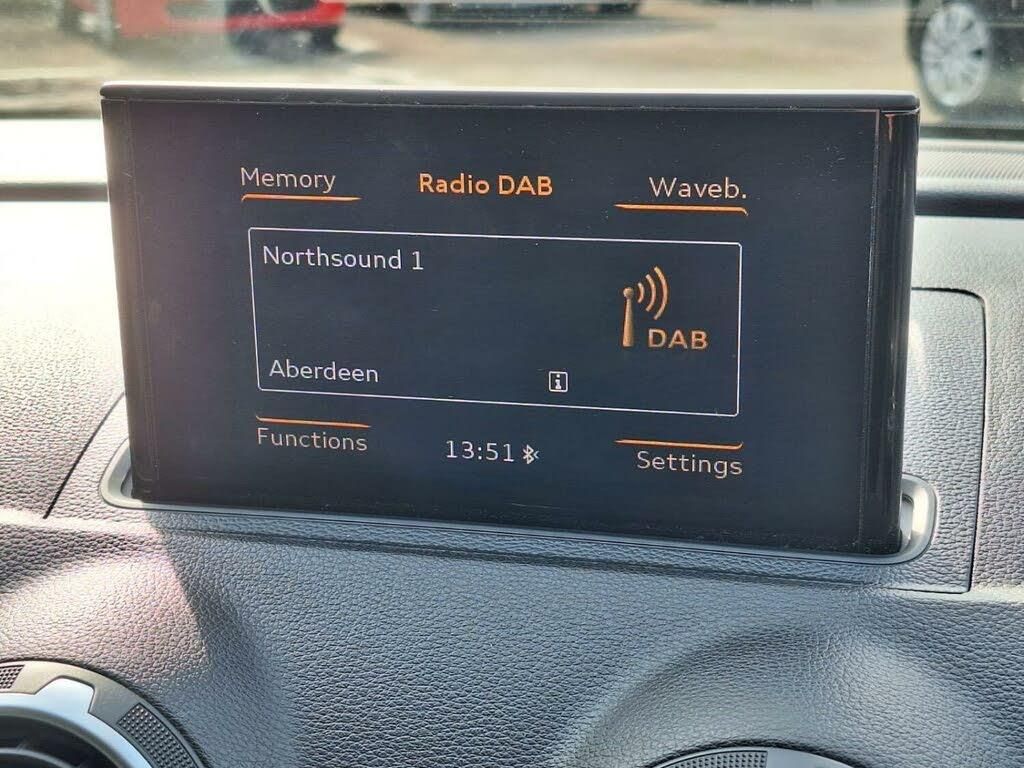 Memory
Radio DAB
Waveb.
Northsound 1
DAB
Aberdeen
i
Functions
13:51
Settings